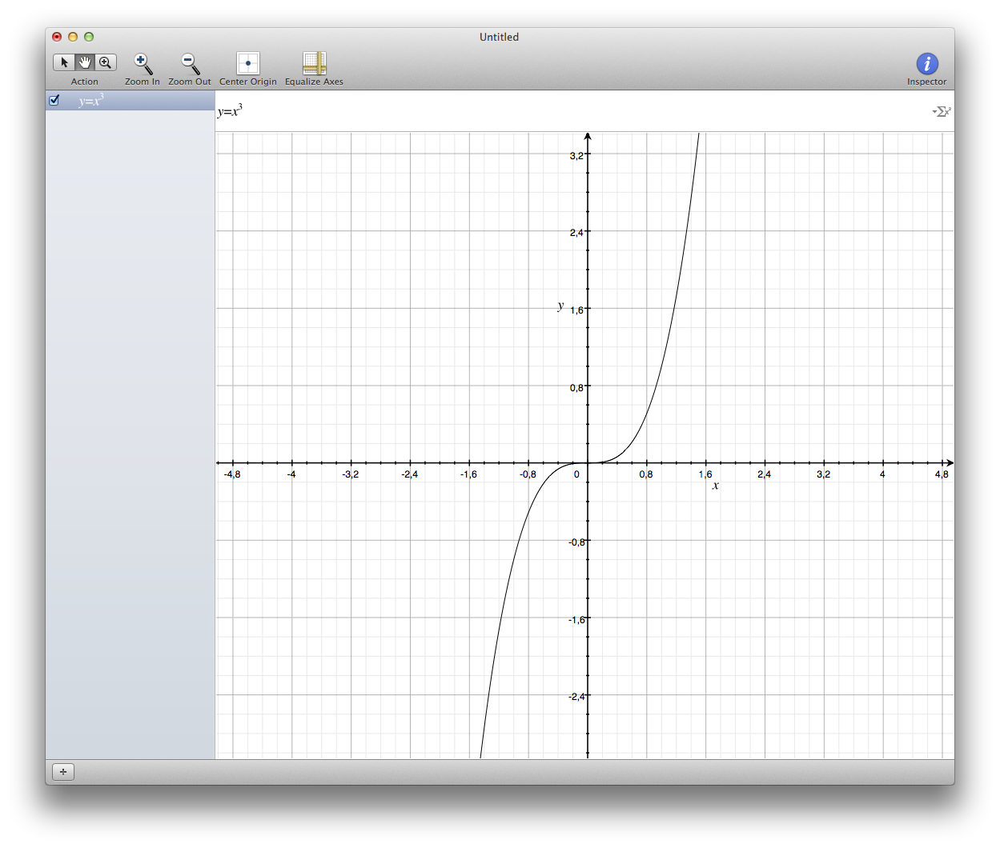 Untitled
Action Zoom In Zoom Out Center Origin Equalize Axes Inspector
y=x³
y=x³
Σx²
3,2
2,4
y 1,6
0,8
-4,8 -4 -3,2 -2,4 -1,6 -0,8 0 0,8 1,6 2,4 3,2 4 4,8
x
-0,8
-1,6
-2,4